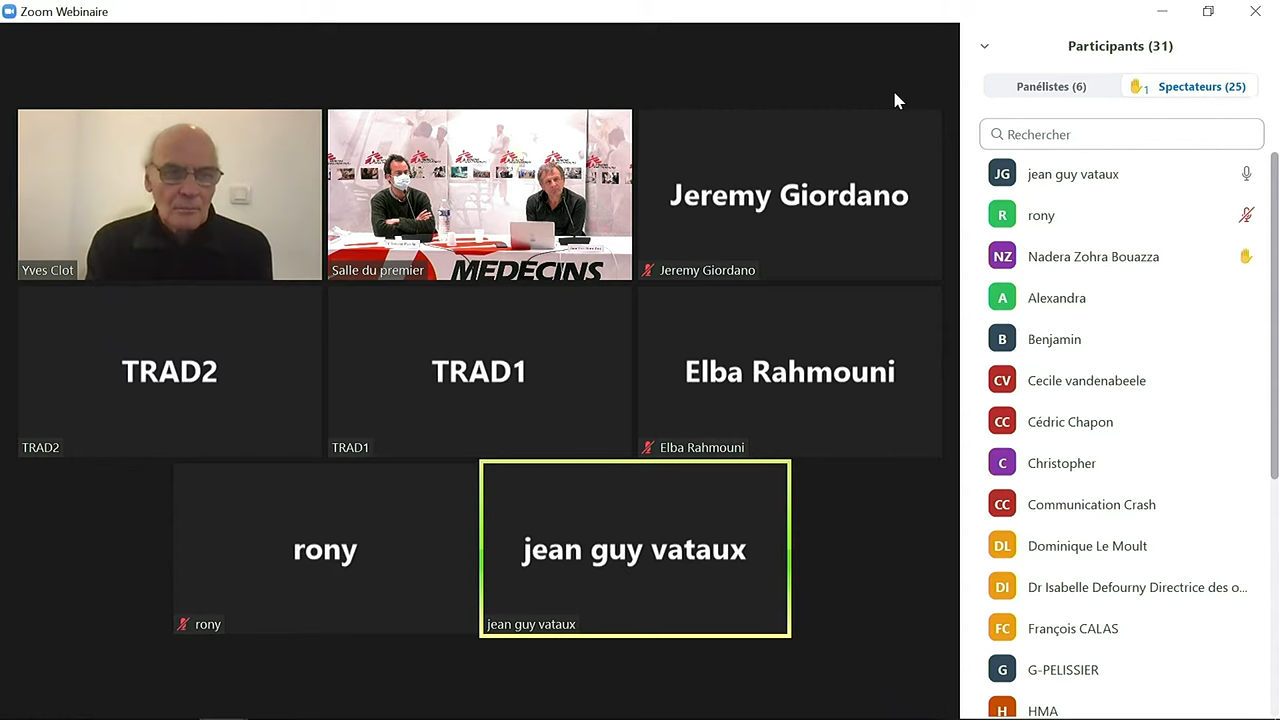 Zoom Webinaire
Participants (31)
Panélistes (6)
1 Spectateurs (25)
Rechercher
JG jean guy vataux
R rony
NZ Nadera Zohra Bouazza
A Alexandra
B Benjamin
CV Cecile vandenabeele
CC Cédric Chapon
C Christopher
CC Communication Crash
DL Dominique Le Moult
DI Dr Isabelle Defourny Directrice des o...
FC François CALAS
G G-PELISSIER
H HMA
Yves Clot
MEDECINS
Salle du premier
Jeremy Giordano
Jeremy Giordano
TRAD2
TRAD2
TRAD1
TRAD1
Elba Rahmouni
Elba Rahmouni
rony
rony
jean guy vataux
jean guy vataux